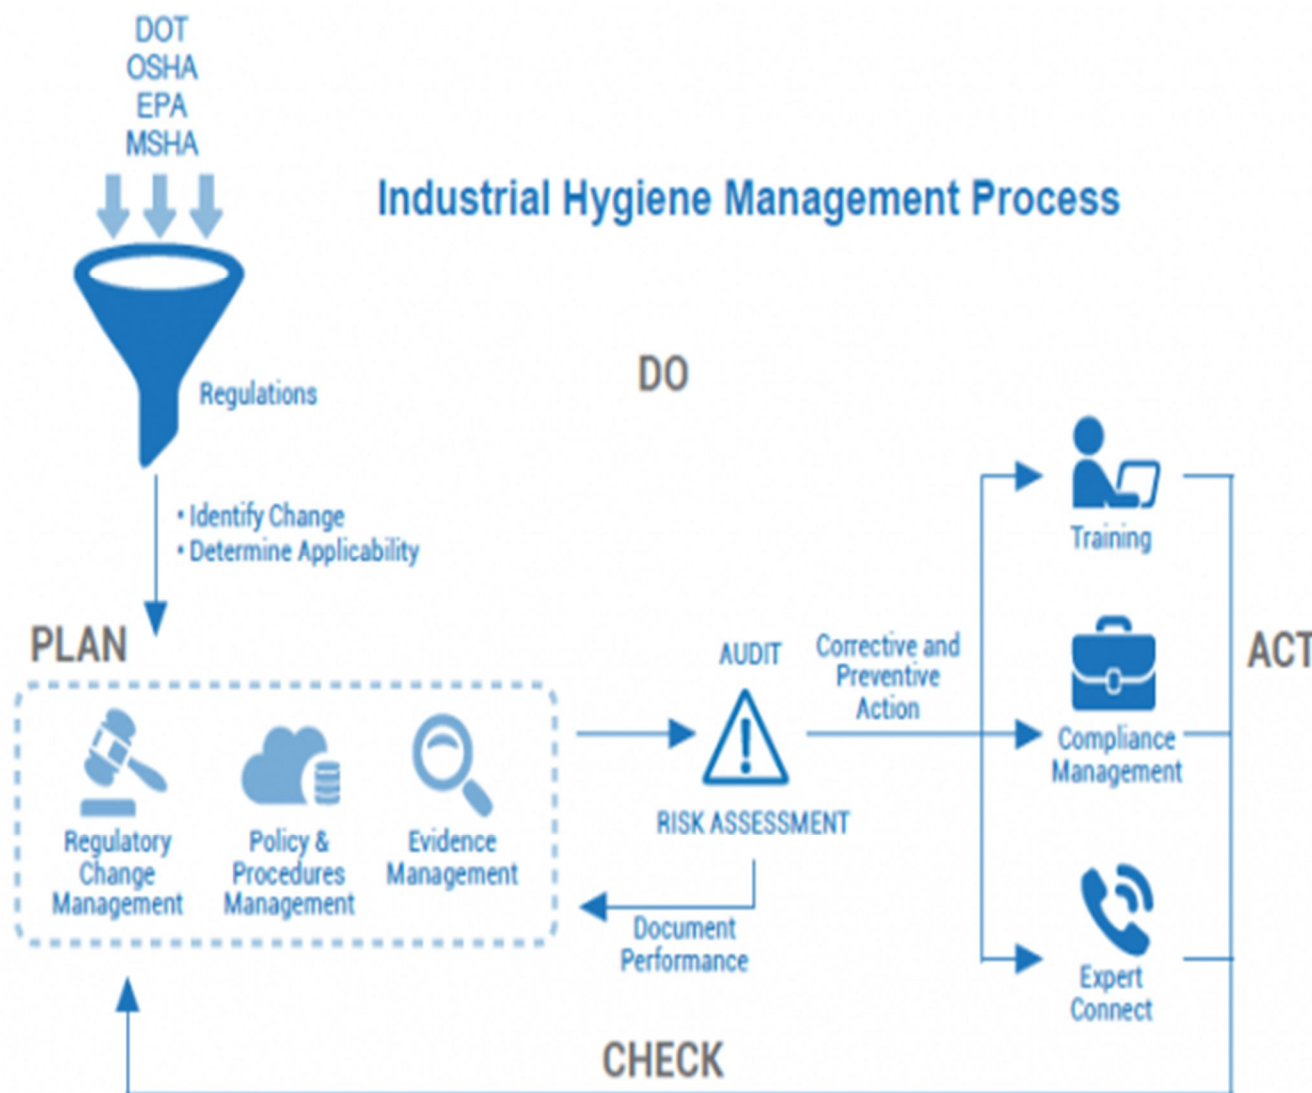 DOT
OSHA
EPA
MSHA
Industrial Hygiene Management Process
Regulations
DO
• Identify Change
• Determine Applicability
PLAN
Regulatory
Change
Management
Policy &
Procedures
Management
Evidence
Management
AUDIT
RISK ASSESSMENT
Document
Performance
Corrective and
Preventive
Action
Training
Compliance
Management
Expert
Connect
ACT
CHECK